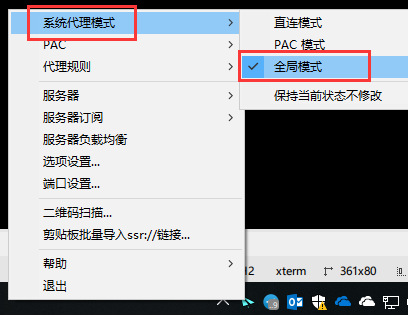 系统代理模式
PAC
代理规则
服务器
服务器订阅
服务器负载均衡
选项设置...
端口设置...
二维码扫描...
剪贴板批量导入ssr://链接...
帮助
退出
直连模式
PAC 模式
全局模式
保持当前状态不修改
xterm
361x80